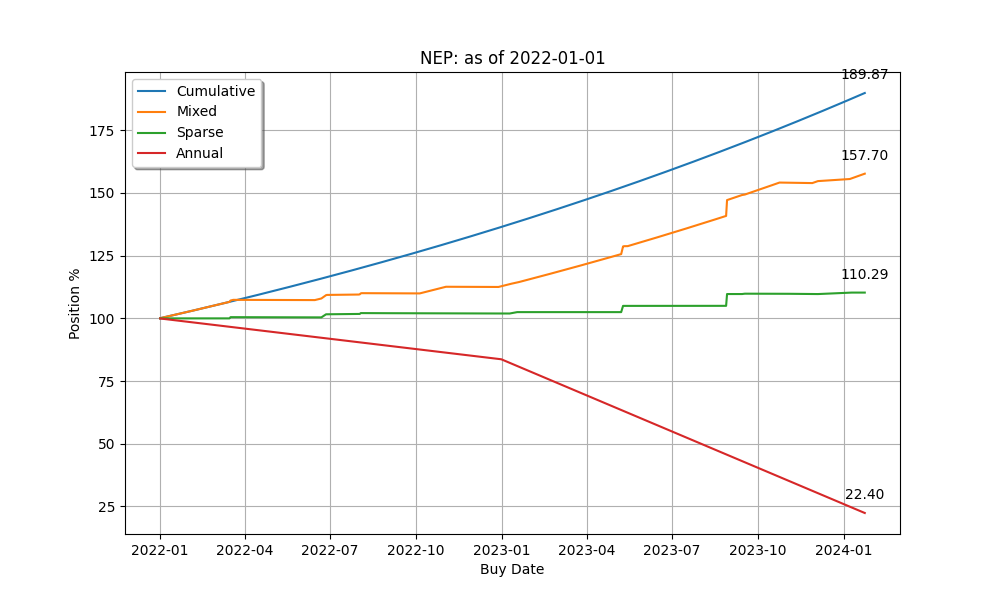 NEP: as of 2022-01-01
Cumulative
Mixed
Sparse
Annual
189.87
157.70
110.29
22.40
Position %
175
150
125
100
75
50
25
2022-01
2022-04
2022-07
2022-10
2023-01
2023-04
2023-07
2023-10
2024-01
Buy Date